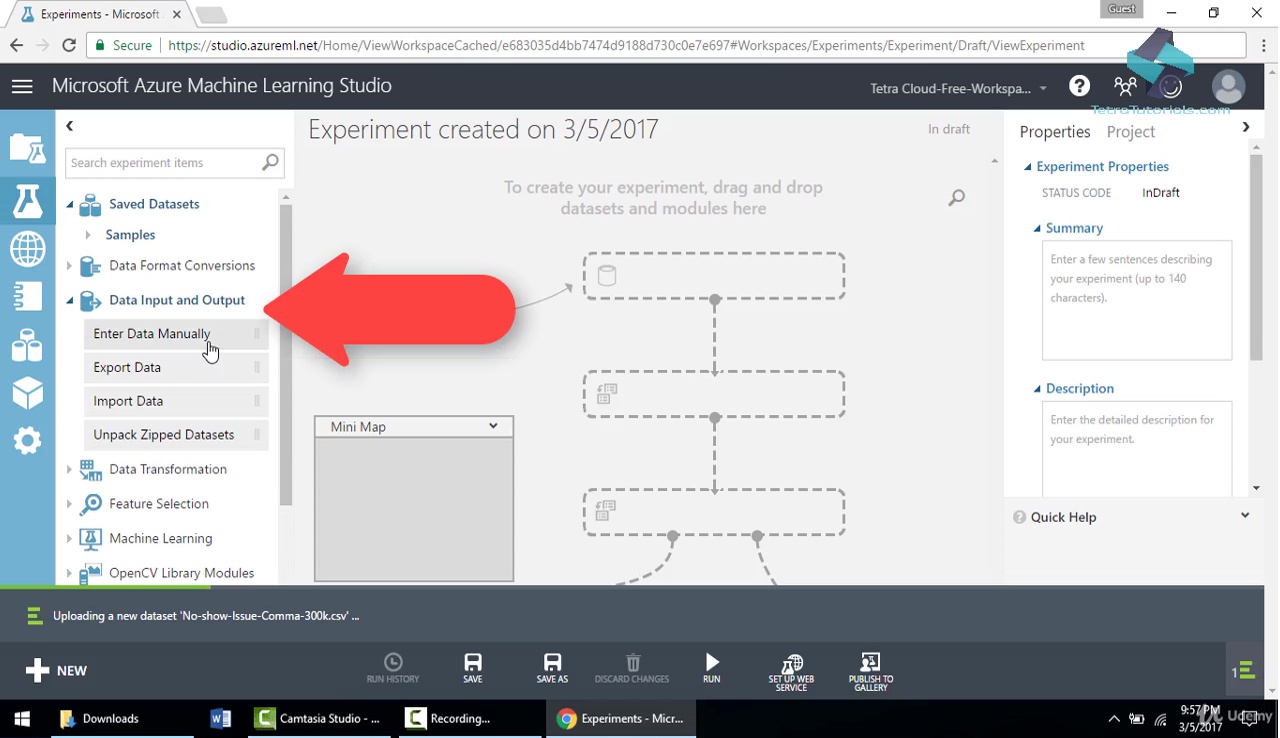 Experiments - Microsoft
Guest
Secure
https://studio.azureml.net/Home/ViewWorkspaceCached/e683035d4bb7474d9188d730c0e7e697#Workspaces/Experiments/Experiment/Draft/ViewExperiment
Microsoft Azure Machine Learning Studio
Tetra Cloud-Free-Workspa...
?
TetraTutorials.com
Search experiment items
Saved Datasets
Samples
Data Format Conversions
Data Input and Output
Enter Data Manually
Export Data
Import Data
Unpack Zipped Datasets
Data Transformation
Feature Selection
Machine Learning
OpenCV Library Modules
Experiment created on 3/5/2017
In draft
To create your experiment, drag and drop
datasets and modules here
Mini Map
Properties
Project
Experiment Properties
STATUS CODE
InDraft
Summary
Enter a few sentences describing
your experiment (up to 140
characters).
Description
Enter the detailed description for
your experiment.
? Quick Help
Uploading a new dataset 'No-show-Issue-Comma-300k.csv' ...
NEW
RUN HISTORY
SAVE
SAVE AS
DISCARD CHANGES
RUN
SET UP WEB
SERVICE
PUBLISH TO
GALLERY
1
Downloads
Camtasia Studio - ...
Recording...
Experiments - Micr...
9:57 PM
3/5/2017
Udemy